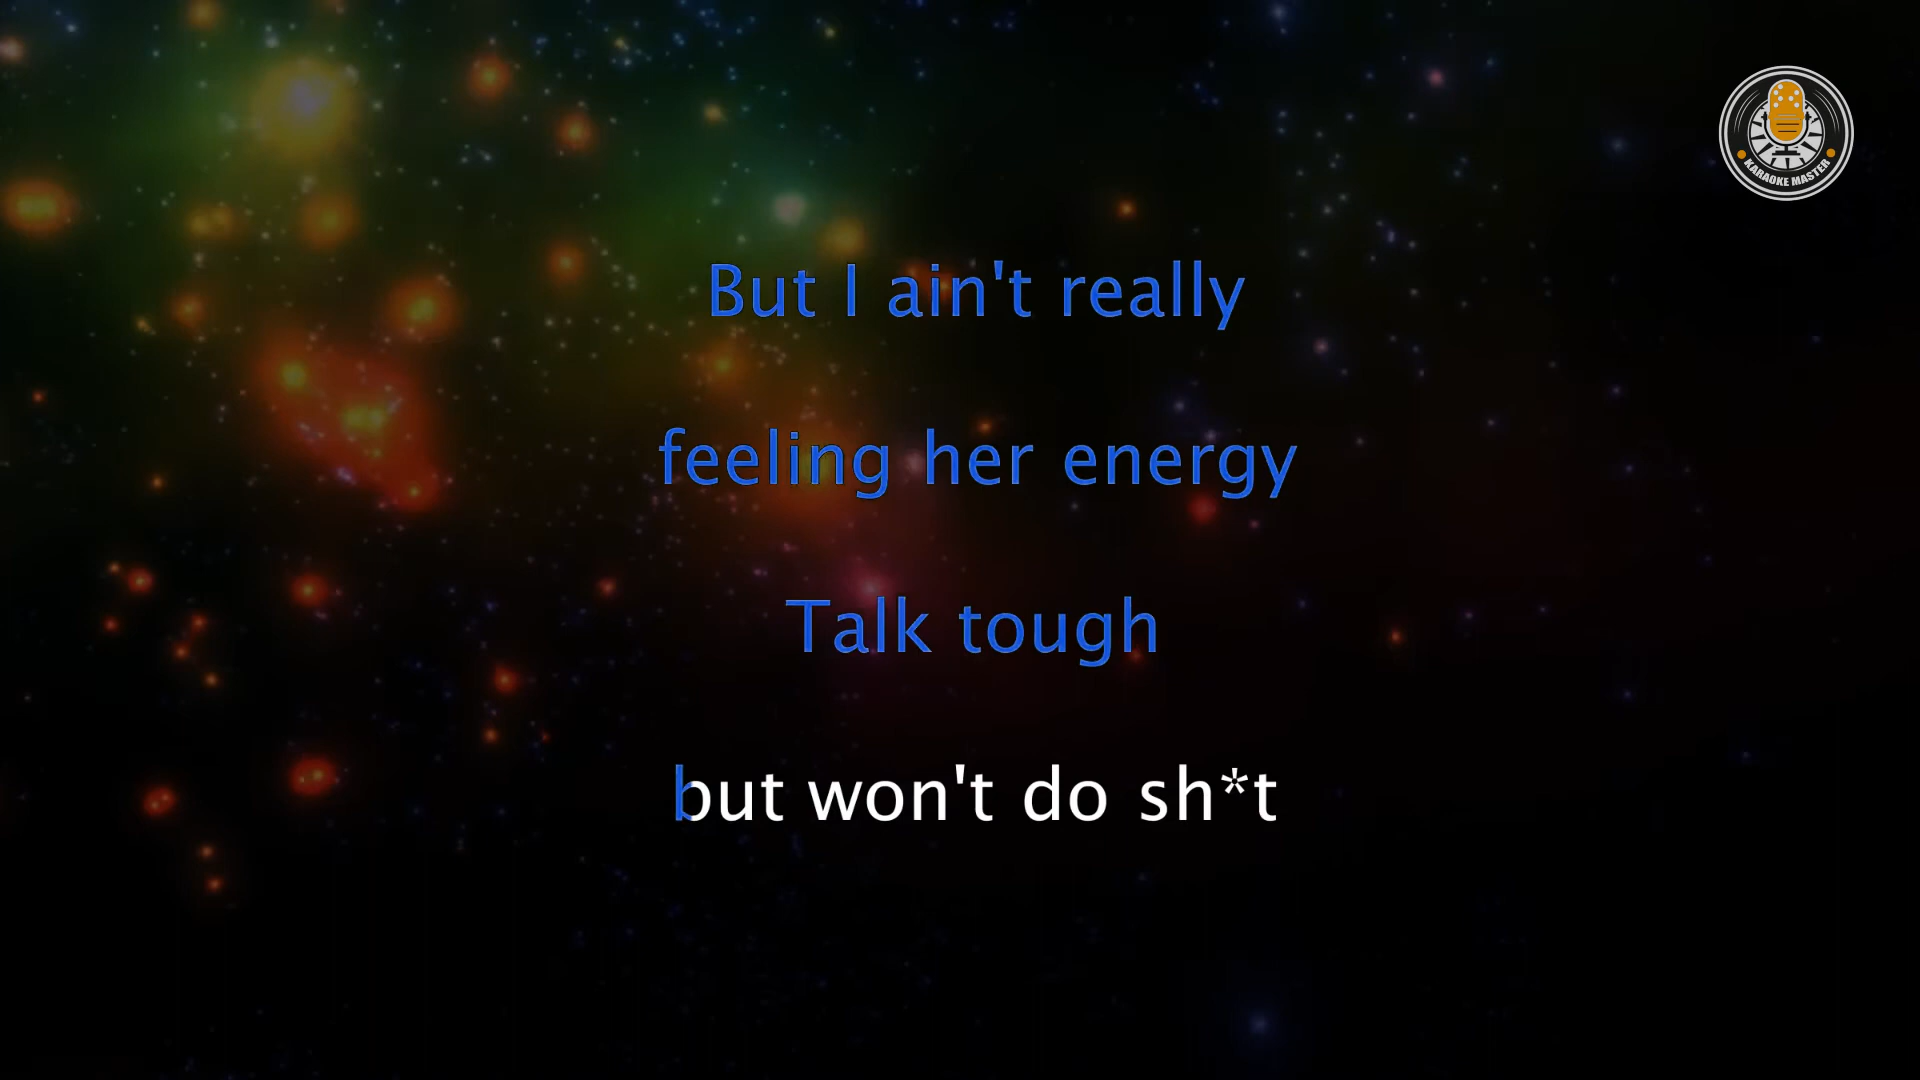 KARAOKE MASTER
But I ain't really
feeling her energy
Talk tough
but won't do sh*t